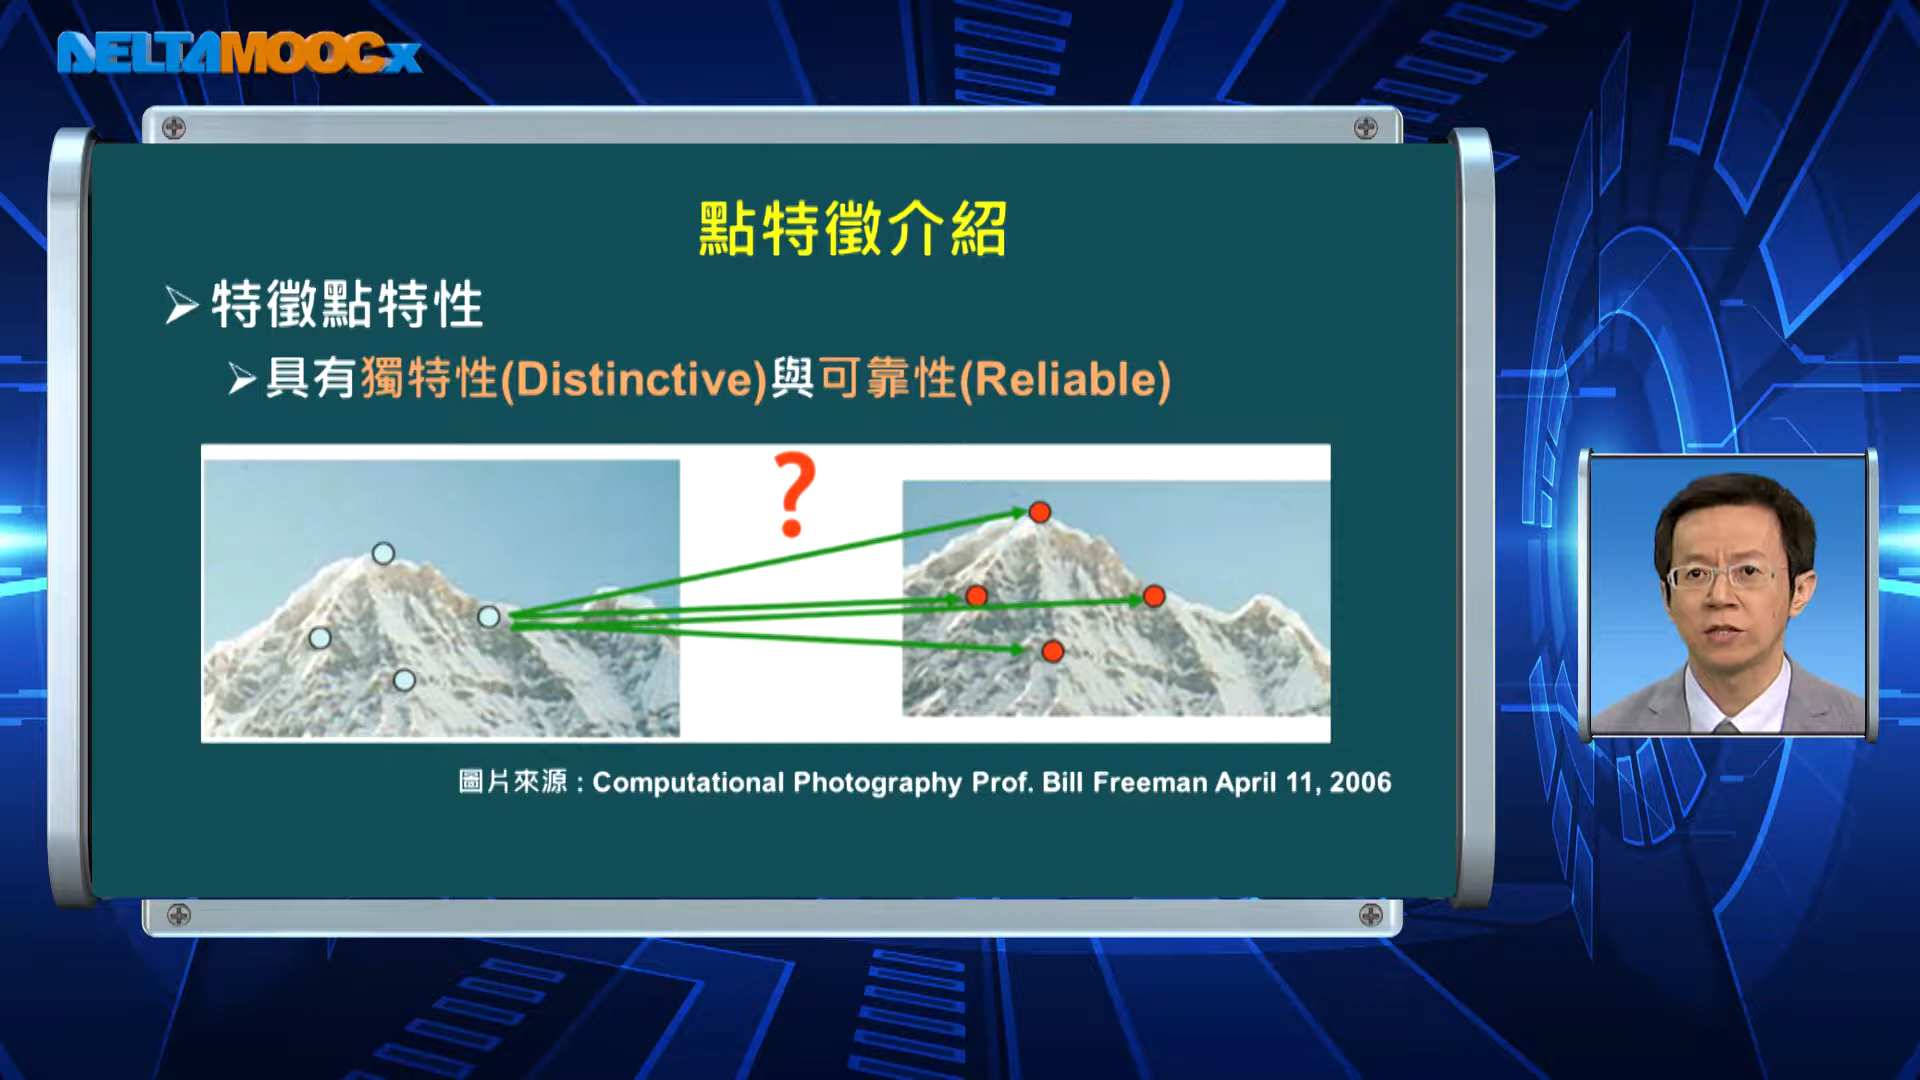 DELTAMOOCx
點特徵介紹
➢特徵點特性
➢具有獨特性(Distinctive)與可靠性(Reliable)
?
圖片來源 : Computational Photography Prof. Bill Freeman April 11, 2006